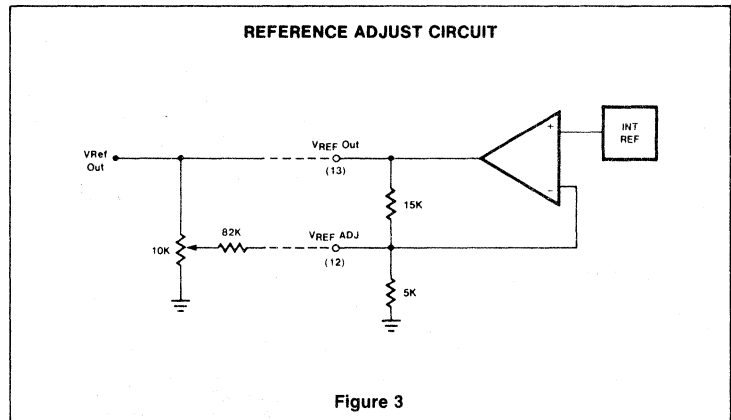 REFERENCE ADJUST CIRCUIT
INT
REF
+
VRef
Out
VREF Out
(13)
−
15K
82K
VREF ADJ
10K
(12)
5K
Figure 3